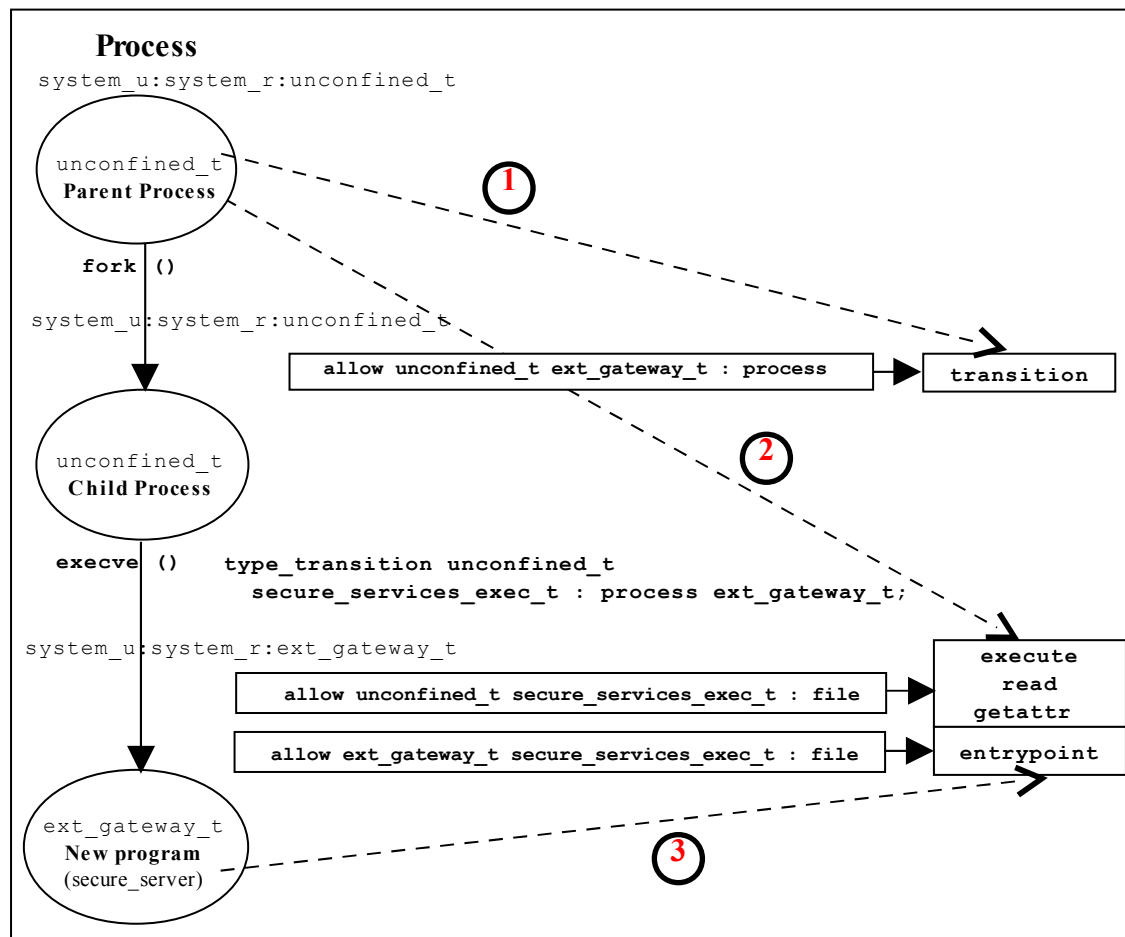 Process
system_u:system_r:unconfined_t
unconfined_t
Parent Process
1
fork ()
system_u:system_r:unconfined_t
allow unconfined_t ext_gateway_t : process
transition
2
unconfined_t
Child Process
execve () type_transition unconfined_t
secure_services_exec_t : process ext_gateway_t;
system_u:system_r:ext_gateway_t
execute
read
getattr
allow unconfined_t secure_services_exec_t : file
allow ext_gateway_t secure_services_exec_t : file
entrypoint
ext_gateway_t
New program
(secure_server)
3